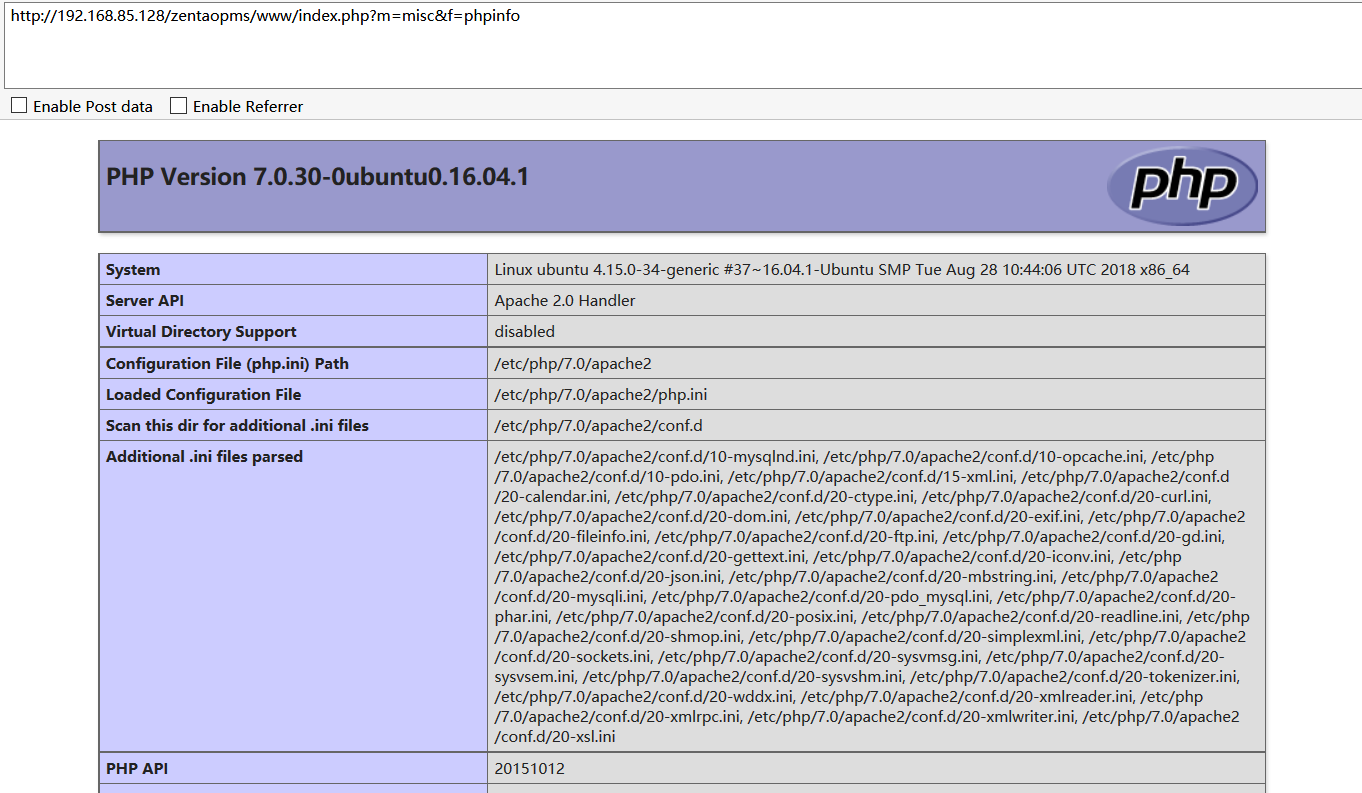 http://192.168.85.128/zentaopms/www/index.php?m=misc&f=phpinfo
Enable Post data Enable Referrer
PHP Version 7.0.30-0ubuntu0.16.04.1
php
System Linux ubuntu 4.15.0-34-generic #37~16.04.1-Ubuntu SMP Tue Aug 28 10:44:06 UTC 2018 x86_64
Server API Apache 2.0 Handler
Virtual Directory Support disabled
Configuration File (php.ini) Path /etc/php/7.0/apache2
Loaded Configuration File /etc/php/7.0/apache2/php.ini
Scan this dir for additional .ini files /etc/php/7.0/apache2/conf.d
Additional .ini files parsed /etc/php/7.0/apache2/conf.d/10-mysqlnd.ini, /etc/php/7.0/apache2/conf.d/10-opcache.ini, /etc/php
/7.0/apache2/conf.d/10-pdo.ini, /etc/php/7.0/apache2/conf.d/15-xml.ini, /etc/php/7.0/apache2/conf.d
/20-calendar.ini, /etc/php/7.0/apache2/conf.d/20-ctype.ini, /etc/php/7.0/apache2/conf.d/20-curl.ini,
/etc/php/7.0/apache2/conf.d/20-dom.ini, /etc/php/7.0/apache2/conf.d/20-exif.ini, /etc/php/7.0/apache2
/conf.d/20-fileinfo.ini, /etc/php/7.0/apache2/conf.d/20-ftp.ini, /etc/php/7.0/apache2/conf.d/20-gd.ini,
/etc/php/7.0/apache2/conf.d/20-gettext.ini, /etc/php/7.0/apache2/conf.d/20-iconv.ini, /etc/php
/7.0/apache2/conf.d/20-json.ini, /etc/php/7.0/apache2/conf.d/20-mbstring.ini, /etc/php/7.0/apache2
/conf.d/20-mysqli.ini, /etc/php/7.0/apache2/conf.d/20-pdo_mysql.ini, /etc/php/7.0/apache2/conf.d/20-
phar.ini, /etc/php/7.0/apache2/conf.d/20-posix.ini, /etc/php/7.0/apache2/conf.d/20-readline.ini, /etc/php
/7.0/apache2/conf.d/20-shmop.ini, /etc/php/7.0/apache2/conf.d/20-simplexml.ini, /etc/php/7.0/apache2
/conf.d/20-sockets.ini, /etc/php/7.0/apache2/conf.d/20-sysvmsg.ini, /etc/php/7.0/apache2/conf.d/20-
sysvsem.ini, /etc/php/7.0/apache2/conf.d/20-sysvshm.ini, /etc/php/7.0/apache2/conf.d/20-tokenizer.ini,
/etc/php/7.0/apache2/conf.d/20-wddx.ini, /etc/php/7.0/apache2/conf.d/20-xmlreader.ini, /etc/php
/7.0/apache2/conf.d/20-xmlrpc.ini, /etc/php/7.0/apache2/conf.d/20-xmlwriter.ini, /etc/php/7.0/apache2
/conf.d/20-xsl.ini
PHP API 20151012